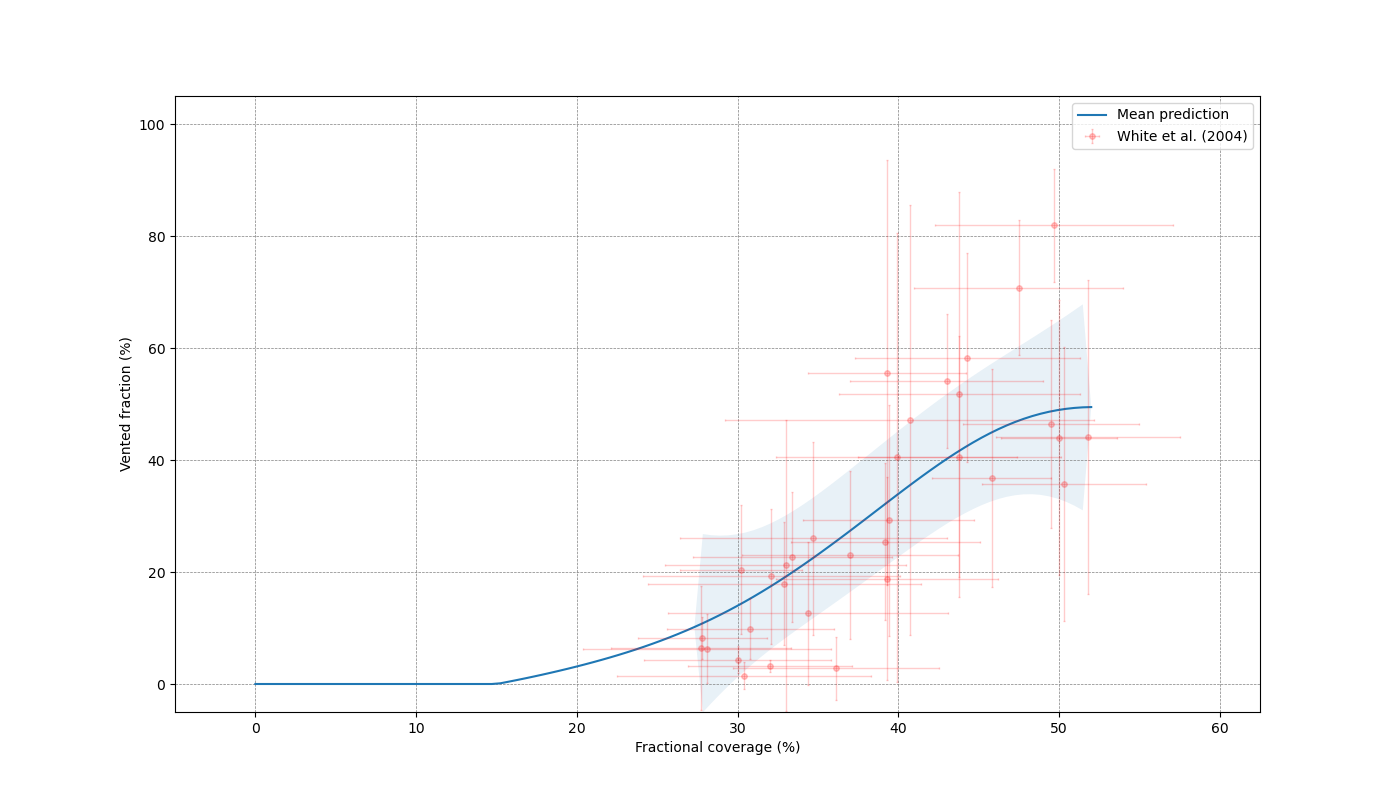 Mean prediction
White et al. (2004)
100
80
60
40
20
0
Vented fraction (%)
0 10 20 30 40 50 60
Fractional coverage (%)